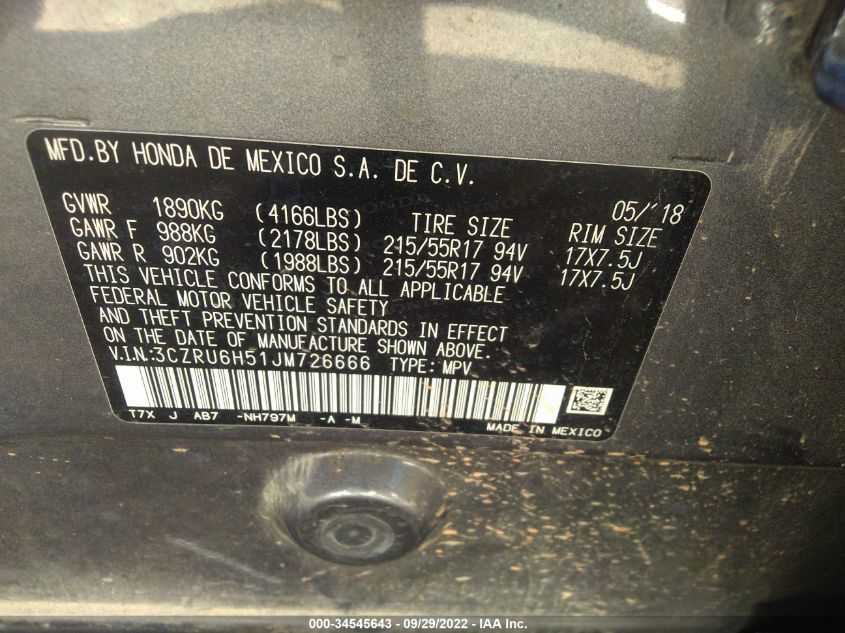 MFD.BY HONDA DE MEXICO S.A. DE C.V.
05/'18
GVWR 1890KG (4166LBS) TIRE SIZE RIM SIZE
GAWR F 988KG (2178LBS) 215/55R17 94V 17X7.5J
GAWR R 902KG (1988LBS) 215/55R17 94V 17X7.5J
THIS VEHICLE CONFORMS TO ALL APPLICABLE
FEDERAL MOTOR VEHICLE SAFETY
AND THEFT PREVENTION STANDARDS IN EFFECT
ON THE DATE OF MANUFACTURE SHOWN ABOVE.
V.I.N:3CZRU6H51JM726666 TYPE: MPV
T7X J AB7 -NH797M -A -M
MADE IN MEXICO
000-34545643 - 09/29/2022 - IAA Inc.